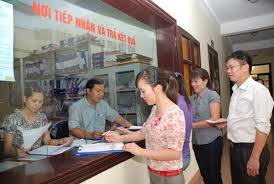 NƠI TIẾP NHẬN VÀ TRẢ KẾT QUẢ